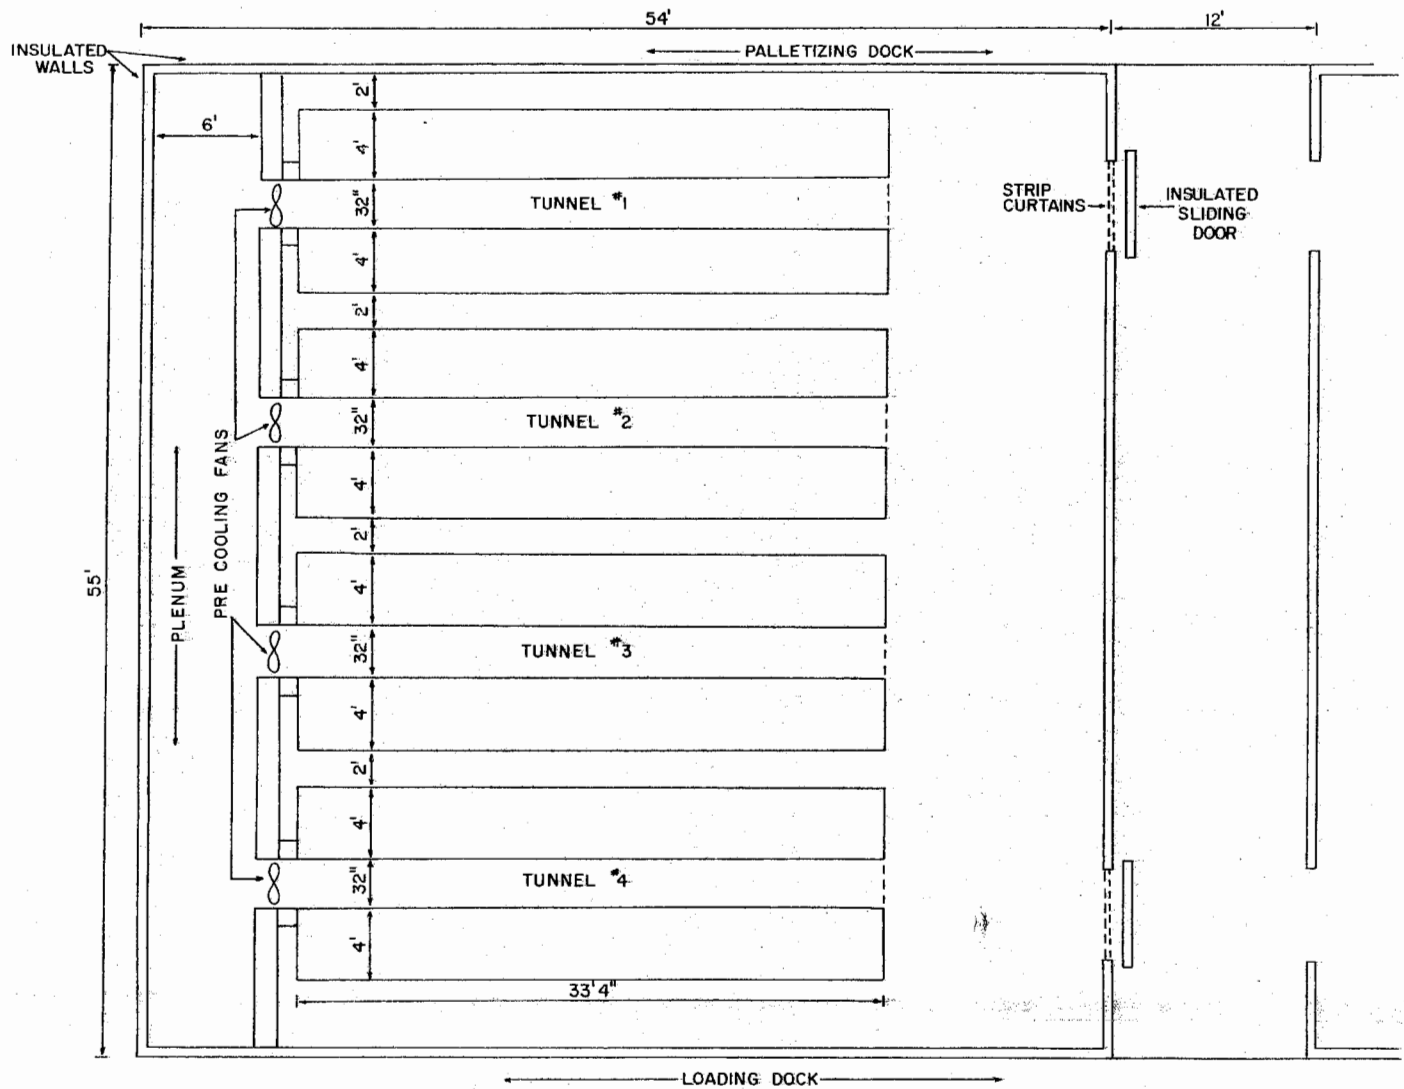 54'
12'
INSULATED
WALLS
PALLETIZING DOCK
2'
6'
4'
32"
TUNNEL #1
STRIP
CURTAINS
INSULATED
SLIDING
DOOR
4'
2'
4'
32"
TUNNEL #2
PRE COOLING FANS
4'
2'
55'
PLENUM
4'
32"
TUNNEL #3
4'
2'
4'
32"
TUNNEL #4
4'
33'4"
LOADING DOCK